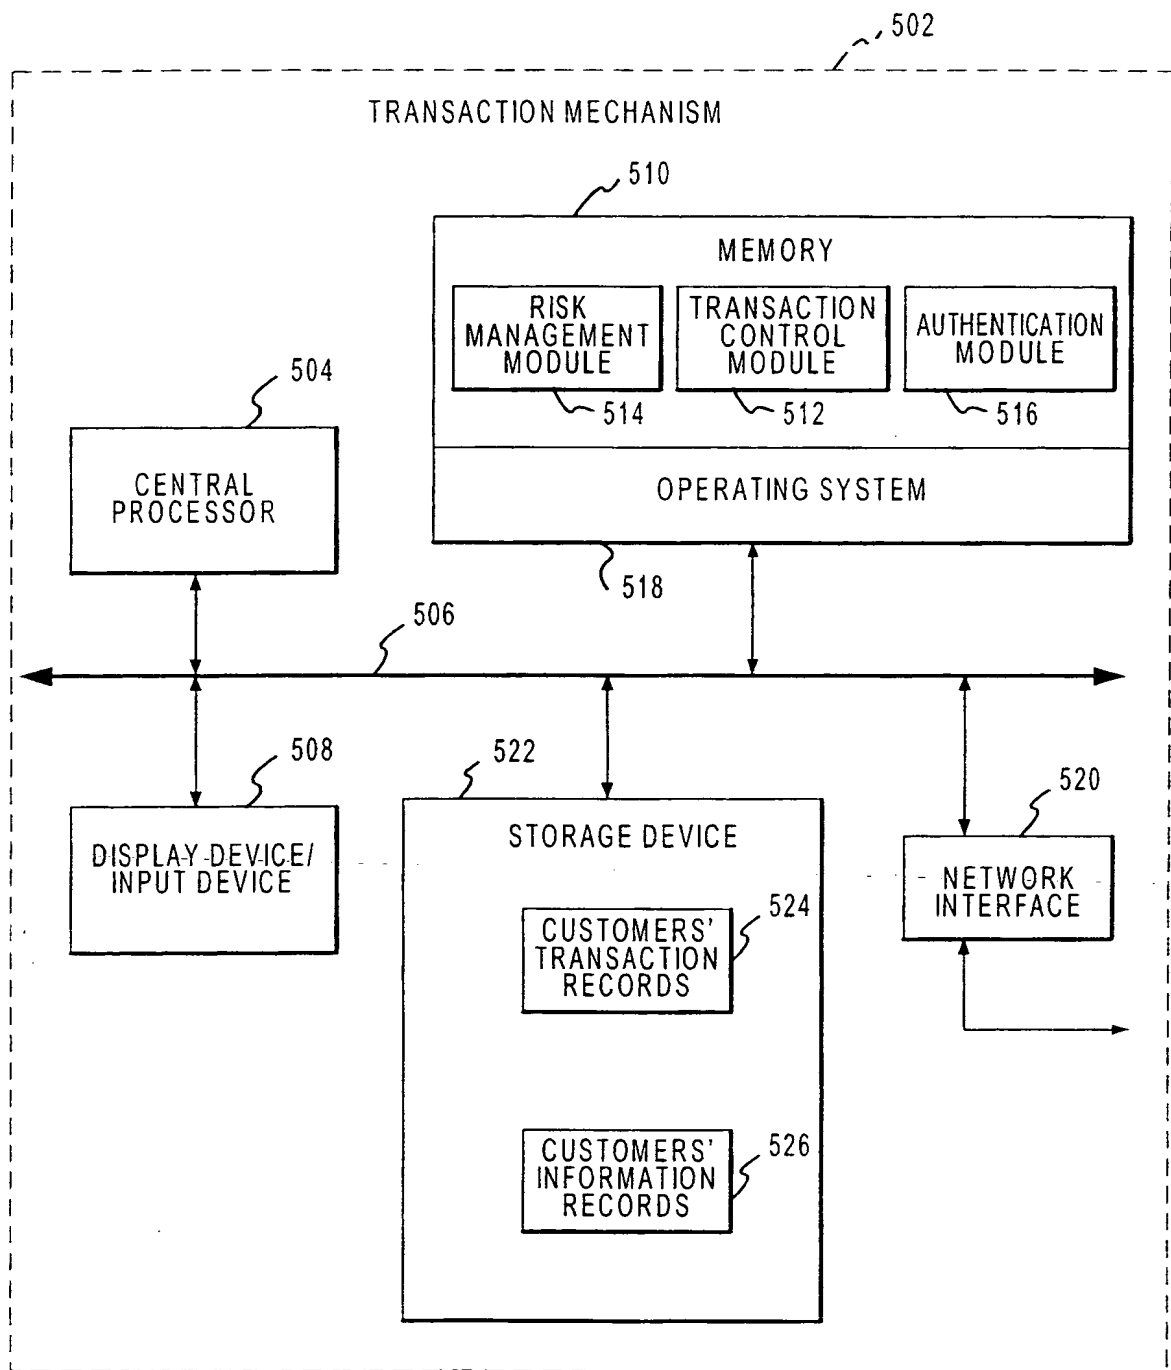 502
TRANSACTION MECHANISM
510
MEMORY
RISK
MANAGEMENT
MODULE
514
TRANSACTION
CONTROL
MODULE
512
AUTHENTICATION
MODULE
516
OPERATING SYSTEM
518
504
CENTRAL
PROCESSOR
506
508
DISPLAY DEVICE/
INPUT DEVICE
522
STORAGE DEVICE
524
CUSTOMERS'
TRANSACTION
RECORDS
526
CUSTOMERS'
INFORMATION
RECORDS
520
NETWORK
INTERFACE